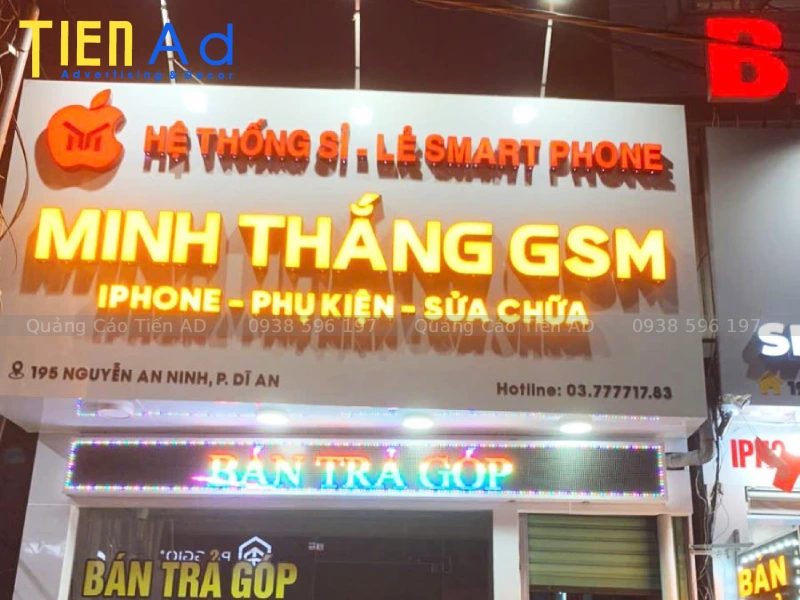 TIEN Ad
Advertising & Decor
B
HỆ THỐNG SỈ - LẺ SMART PHONE
MINH THẮNG GSM
IPHONE - PHỤ KIỆN - SỬA CHỮA
Quảng Cáo Tiến AD 0938 596 197 Quảng Cáo Tiến AD 0938 596 197
195 NGUYỄN AN NINH, P. DĨ AN
Hotline: 03.777717.83
BÁN TRẢ GÓP
BÁN TRẢ GÓP
BÁN